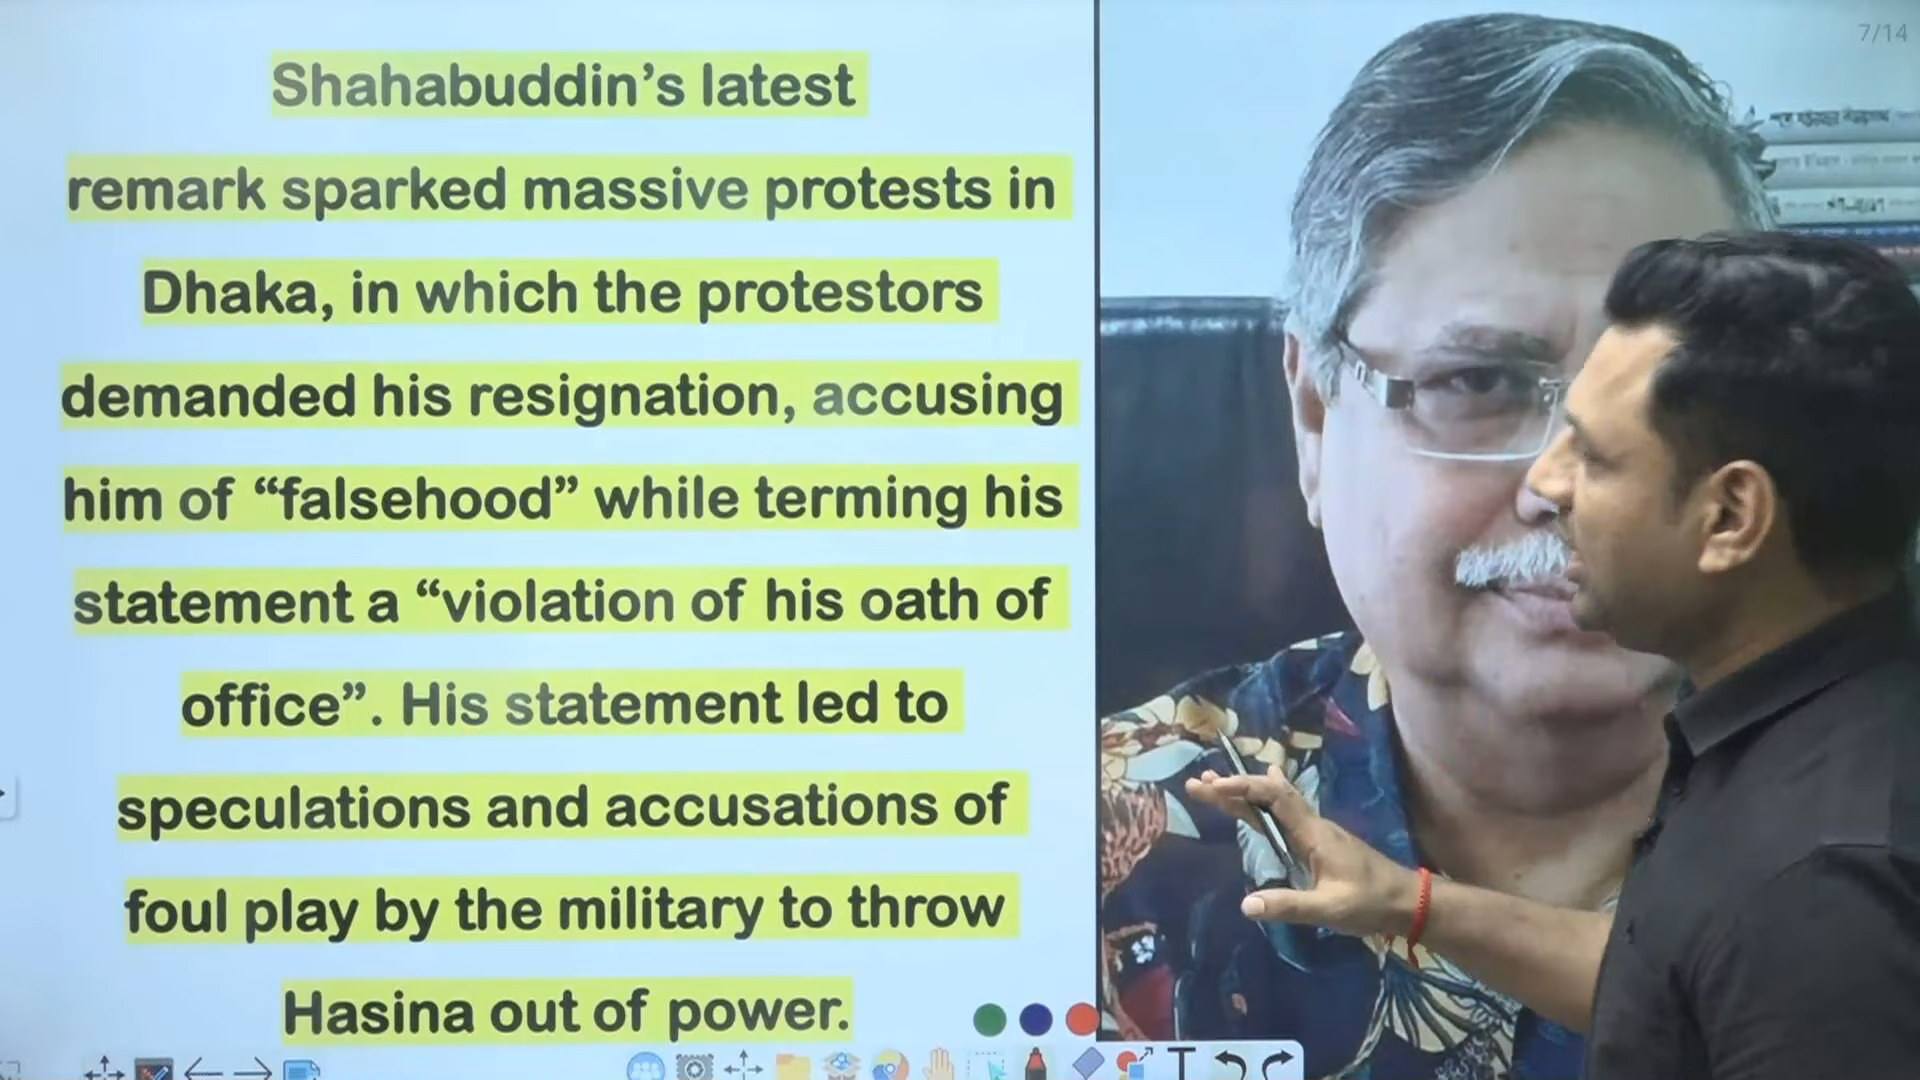 7/14
Shahabuddin’s latest
remark sparked massive protests in
Dhaka, in which the protestors
demanded his resignation, accusing
him of “falsehood” while terming his
statement a “violation of his oath of
office”. His statement led to
speculations and accusations of
foul play by the military to throw
Hasina out of power.
T